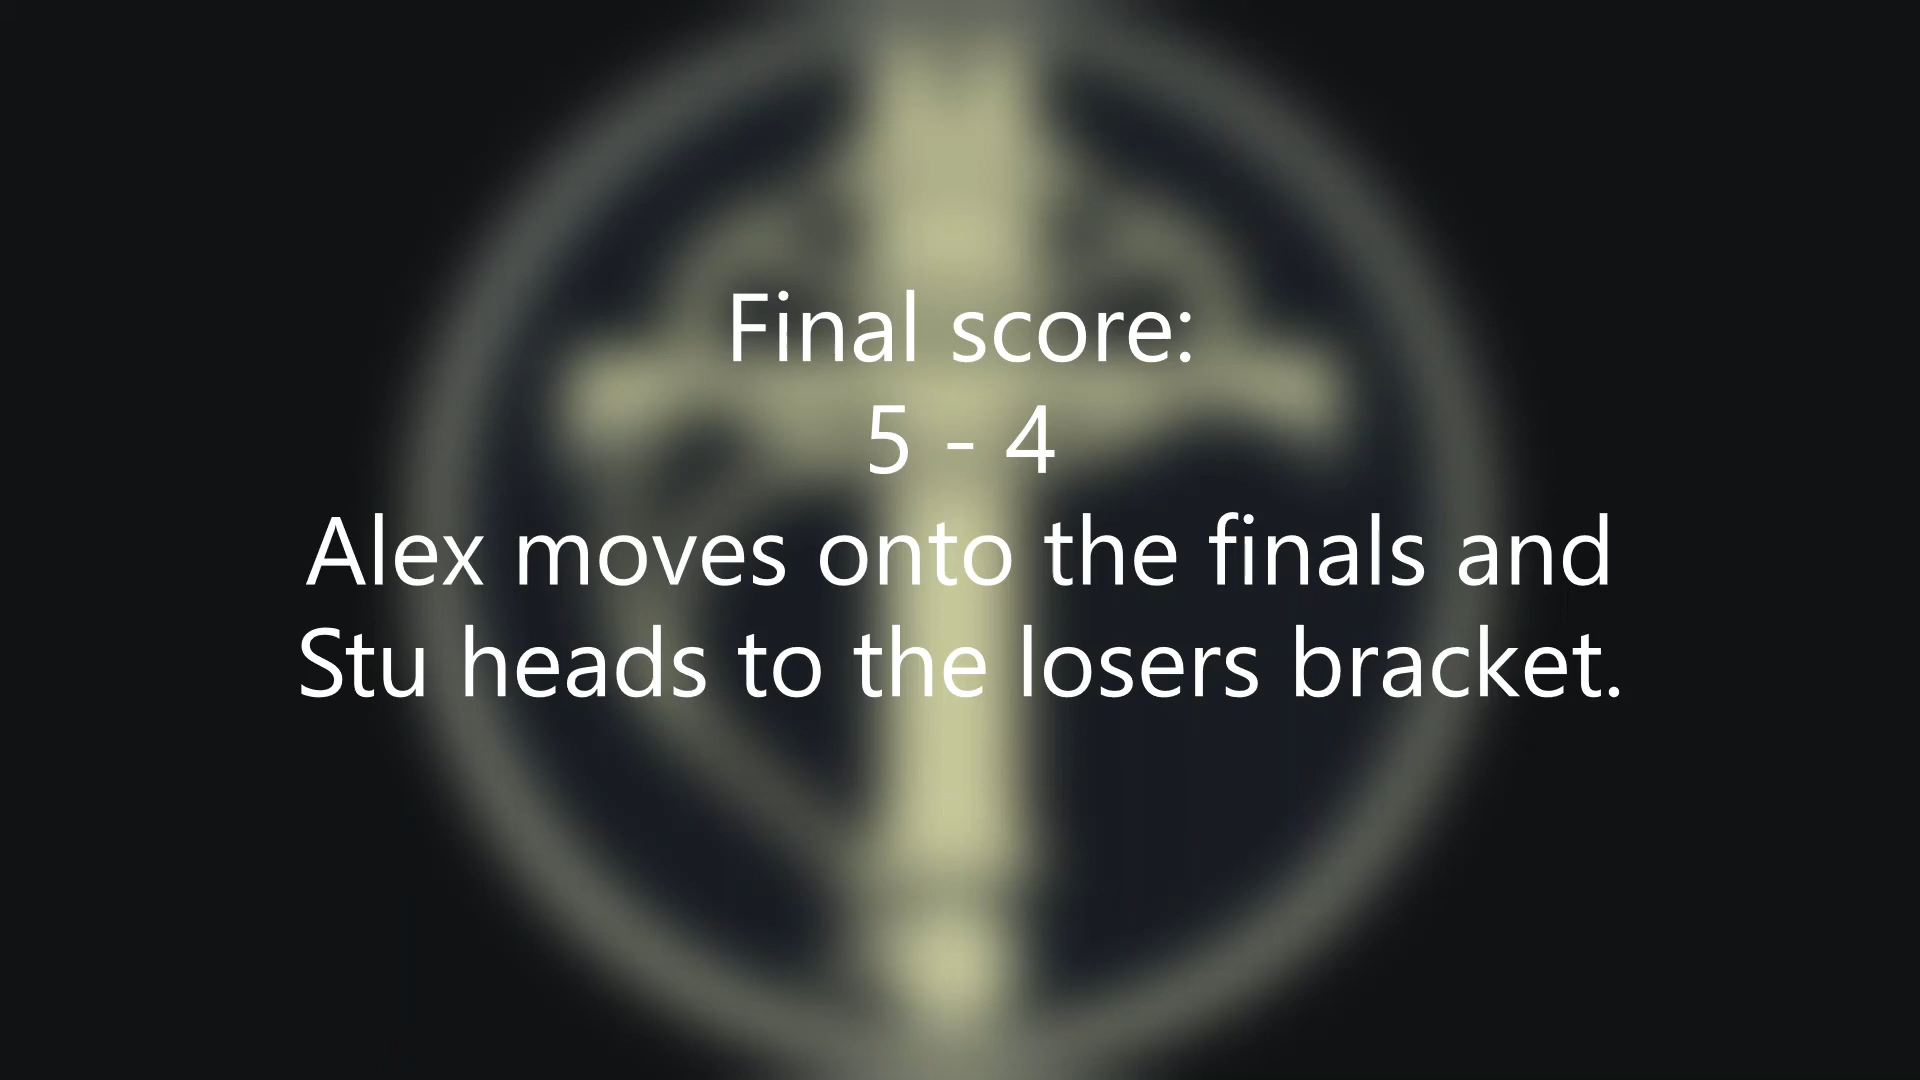 Final score:
5 - 4
Alex moves onto the finals and
Stu heads to the losers bracket.